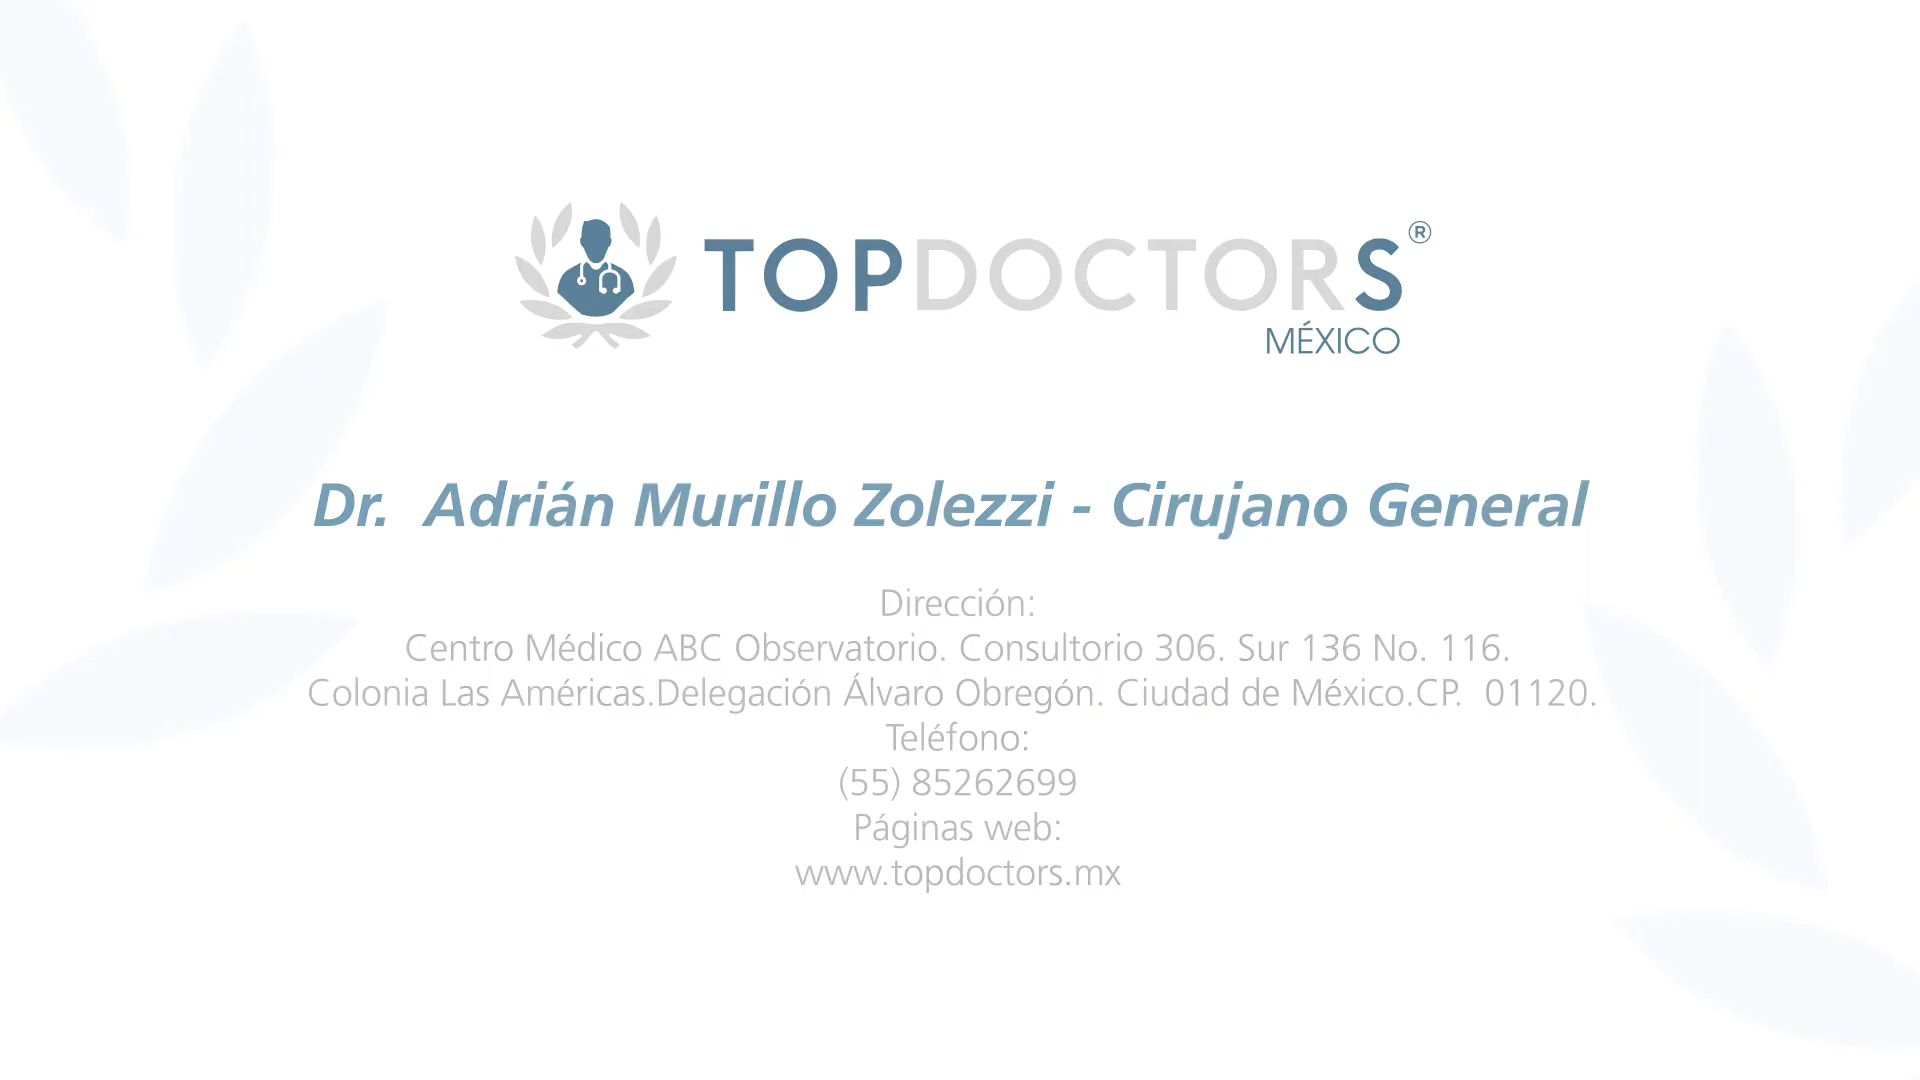 TOPDOCTORS®
MÉXICO
Dr. Adrián Murillo Zolezzi - Cirujano General
Dirección:
Centro Médico ABC Observatorio. Consultorio 306. Sur 136 No. 116.
Colonia Las Américas.Delegación Álvaro Obregón. Ciudad de México.CP. 01120.
Teléfono:
(55) 85262699
Páginas web:
www.topdoctors.mx